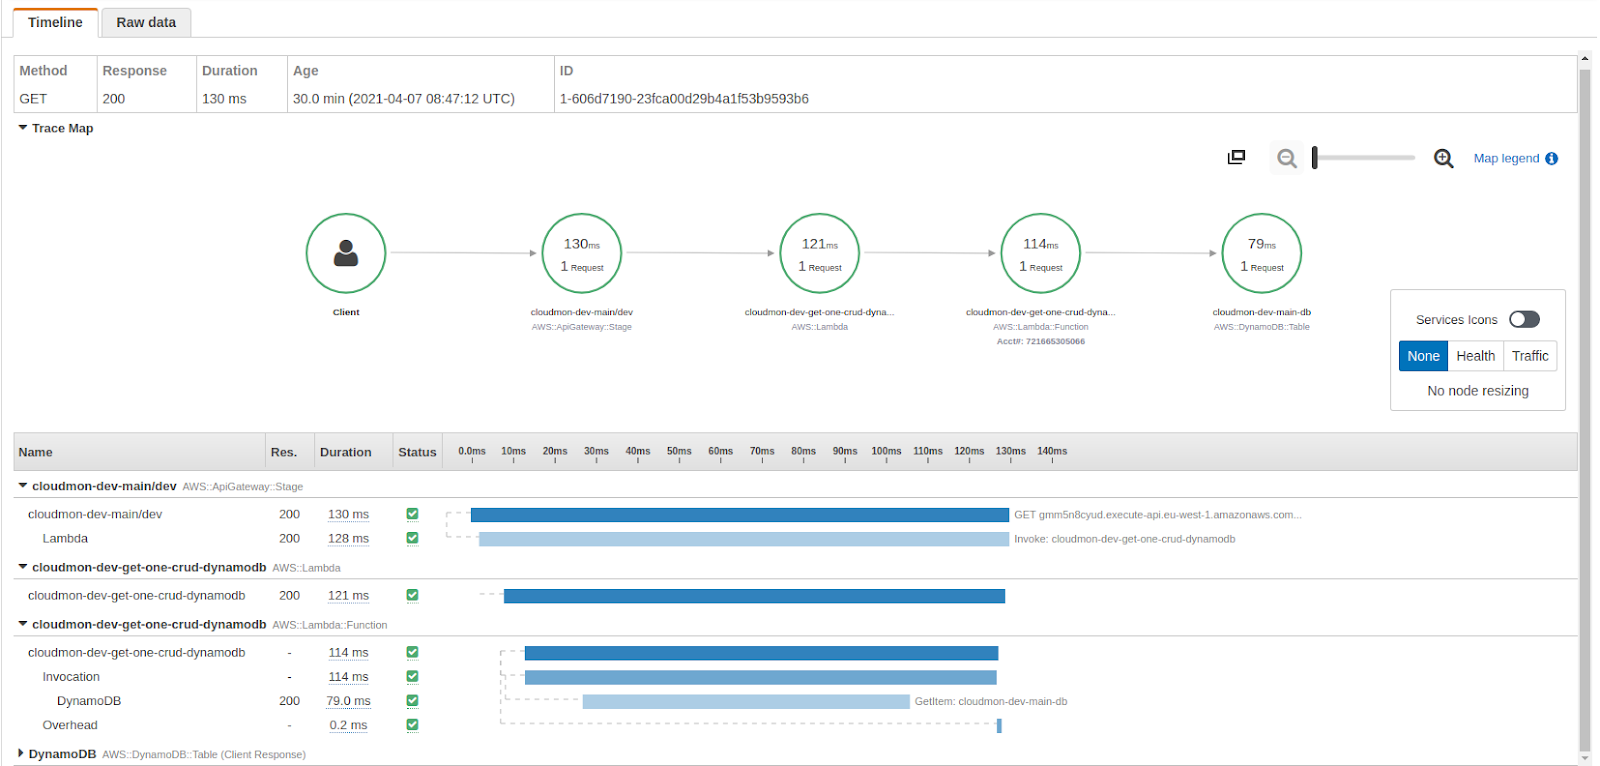 Timeline Raw data
Method Response Duration Age ID
GET 200 130 ms 30.0 min (2021-04-07 08:47:12 UTC) 1-606d7190-23fca00d29b4a1f53b9593b6
Trace Map
Map legend
130ms 121ms 114ms 79ms
1 Request 1 Request 1 Request 1 Request
Client cloudmon-dev-main/dev cloudmon-dev-get-one-crud-dyna... cloudmon-dev-get-one-crud-dyna... cloudmon-dev-main-db
AWS::ApiGateway::Stage AWS::Lambda AWS::Lambda::Function AWS::DynamoDB::Table
Acct#: 721665305066
Services Icons
None Health Traffic
No node resizing
Name Res. Duration Status 0.0ms 10ms 20ms 30ms 40ms 50ms 60ms 70ms 80ms 90ms 100ms 110ms 120ms 130ms 140ms
cloudmon-dev-main/dev AWS::ApiGateway::Stage
cloudmon-dev-main/dev 200 130 ms GET gmm5n8cyud.execute-api.eu-west-1.amazonaws.com...
Lambda 200 128 ms Invoke: cloudmon-dev-get-one-crud-dynamodb
cloudmon-dev-get-one-crud-dynamodb AWS::Lambda
cloudmon-dev-get-one-crud-dynamodb 200 121 ms
cloudmon-dev-get-one-crud-dynamodb AWS::Lambda::Function
cloudmon-dev-get-one-crud-dynamodb - 114 ms
Invocation - 114 ms
DynamoDB 200 79.0 ms GetItem: cloudmon-dev-main-db
Overhead - 0.2 ms
DynamoDB AWS::DynamoDB::Table (Client Response)